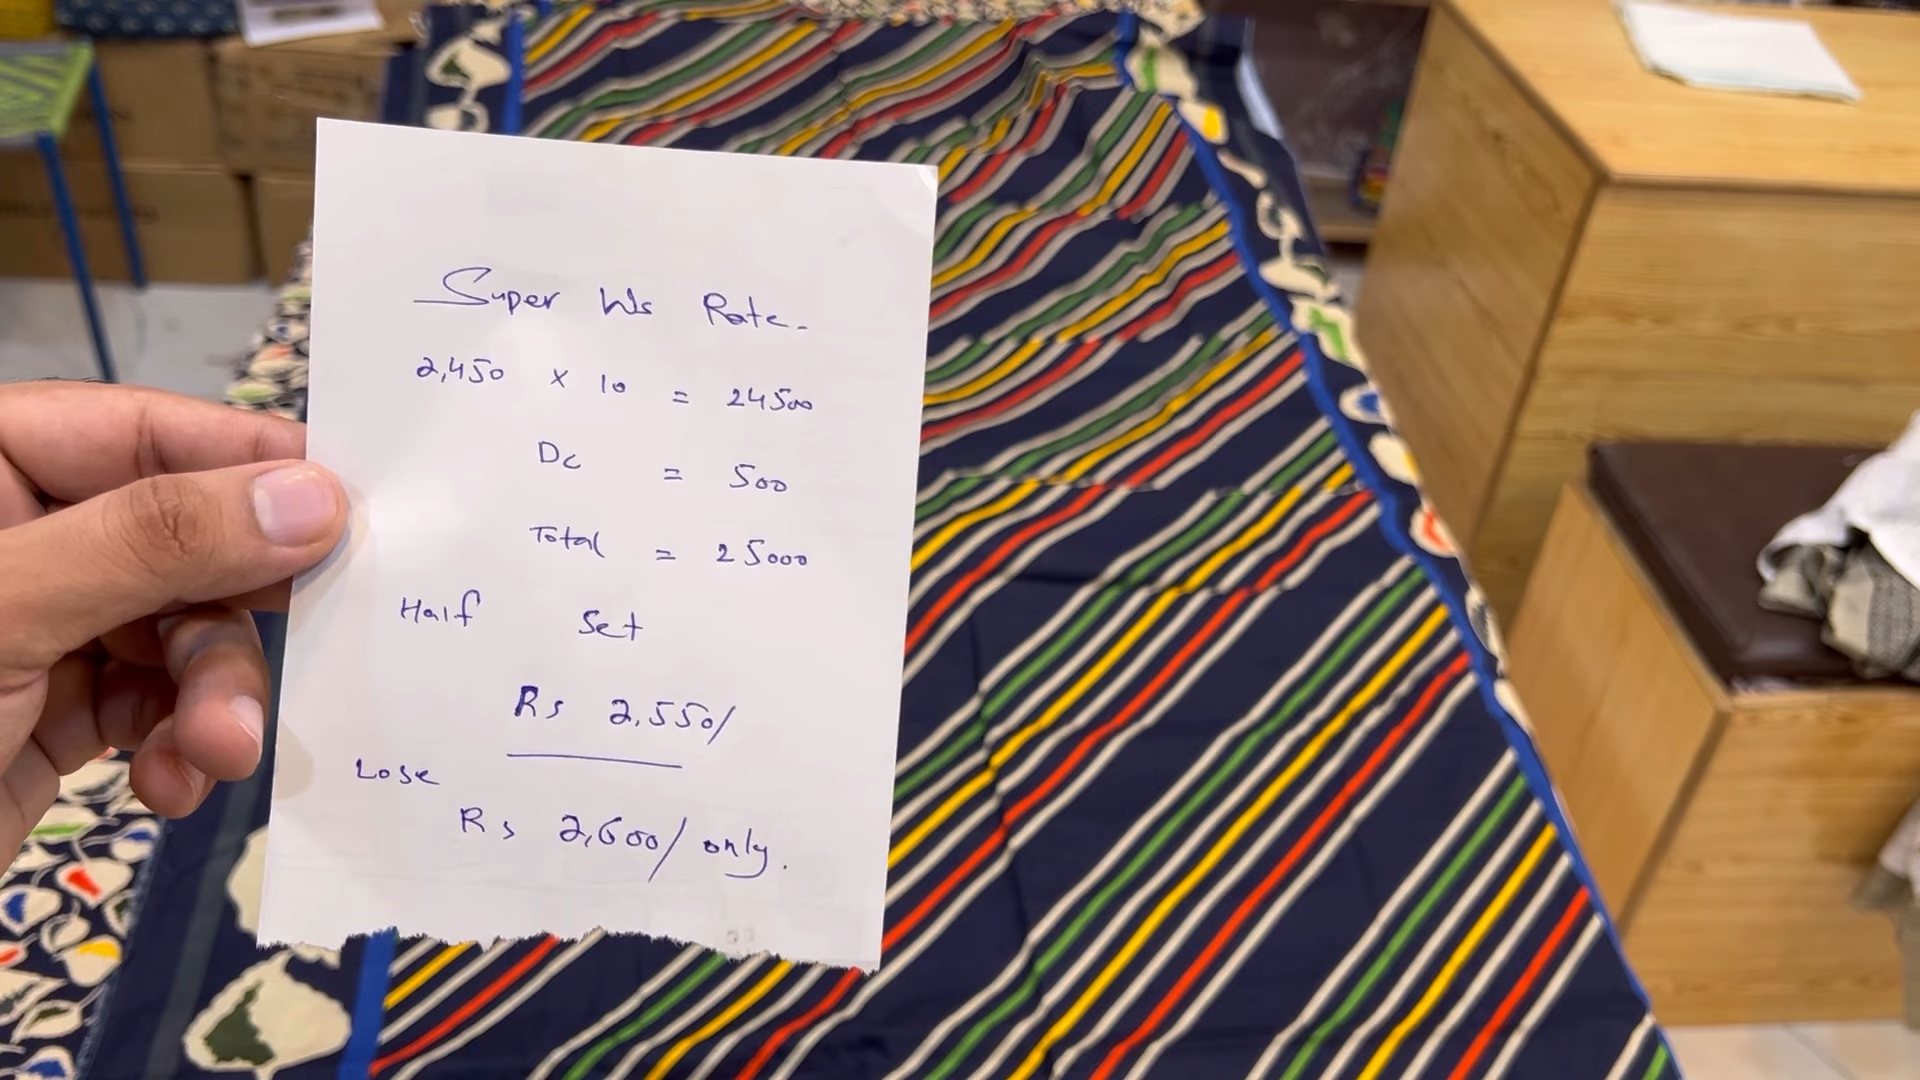 Super Ws Rate.
2,450 x 10 = 24500
Dc = 500
Total = 25000
Half Set
Rs 2,550/
Lose
Rs 2,600/ only.